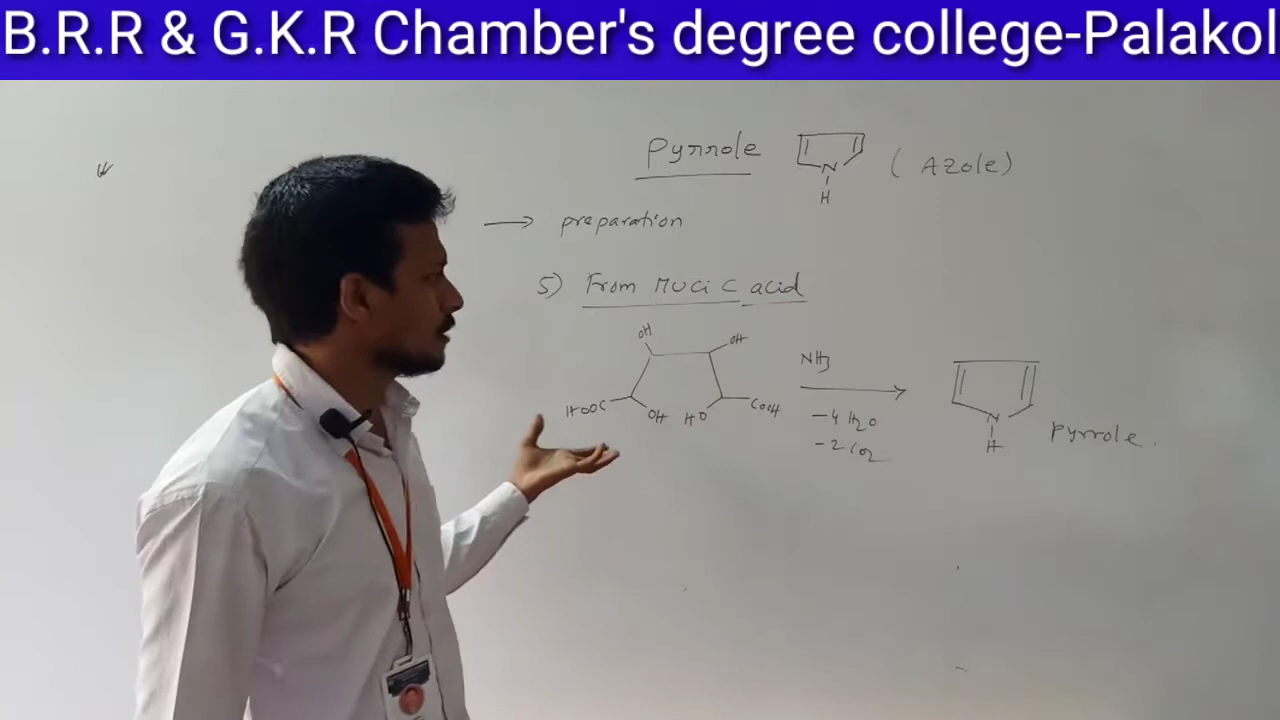 B.R.R & G.K.R Chamber's degree college-Palakol
Pyrrole N H (Azole)
→ preparation
5) From Muci c acid
OH OH
HOOC OH HO COOH
NH3
-4 H2O
-2 CO2
N
H
Pyrrole.